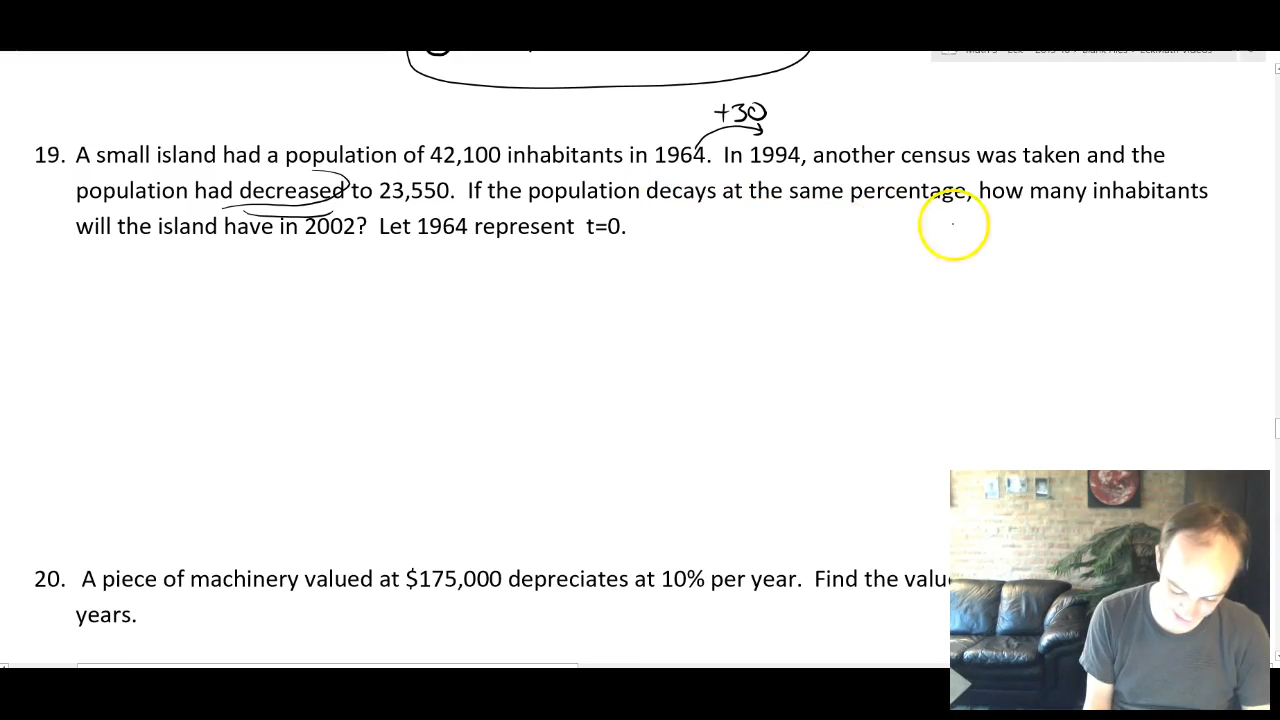 +30
19. A small island had a population of 42,100 inhabitants in 1964. In 1994, another census was taken and the
population had decreased to 23,550. If the population decays at the same percentage, how many inhabitants
will the island have in 2002? Let 1964 represent t=0.
20. A piece of machinery valued at $175,000 depreciates at 10% per year. Find the
years.